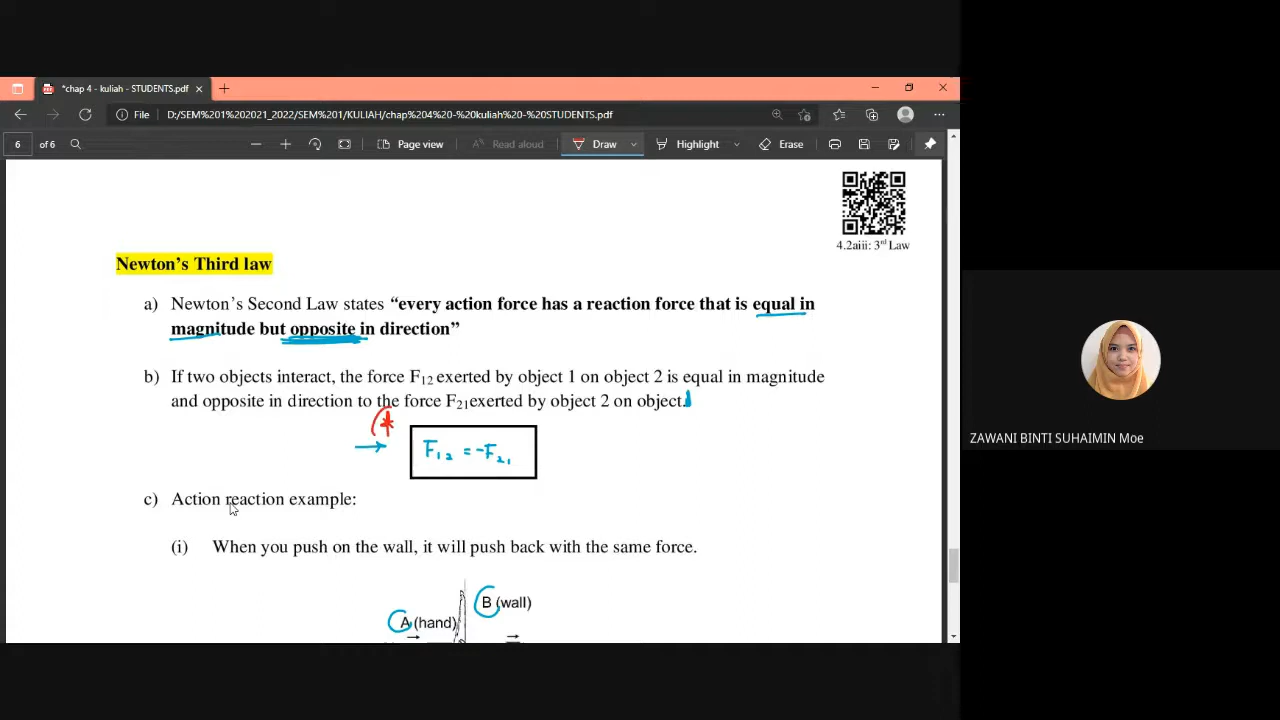 *chap 4 - kuliah - STUDENTS.pdf
File D:/SEM%201%202021_2022/SEM%201/KULIAH/chap%204%20-%20kuliah%20-%20STUDENTS.pdf
6 of 6 Page view Read aloud Draw Highlight Erase
4.2aiii: 3rd Law
Newton's Third law
a) Newton's Second Law states “every action force has a reaction force that is equal in
magnitude but opposite in direction”
b) If two objects interact, the force F12 exerted by object 1 on object 2 is equal in magnitude
and opposite in direction to the force F21 exerted by object 2 on object.1
F12 = -F21
c) Action reaction example:
(i) When you push on the wall, it will push back with the same force.
B (wall)
A (hand)
ZAWANI BINTI SUHAIMIN Moe